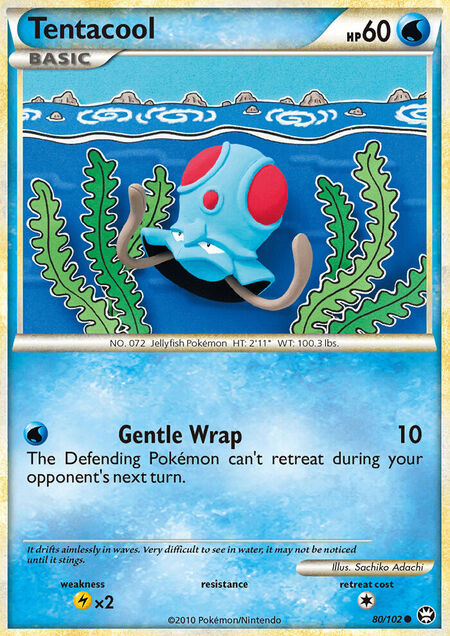 Tentacool
HP60
BASIC
NO. 072 Jellyfish Pokémon HT: 2'11" WT: 100.3 lbs.
Gentle Wrap 10
The Defending Pokémon can't retreat during your
opponent's next turn.
It drifts aimlessly in waves. Very difficult to see in water, it may not be noticed
until it stings.
Illus. Sachiko Adachi
weakness resistance retreat cost
×2
80/102
©2010 Pokémon/Nintendo